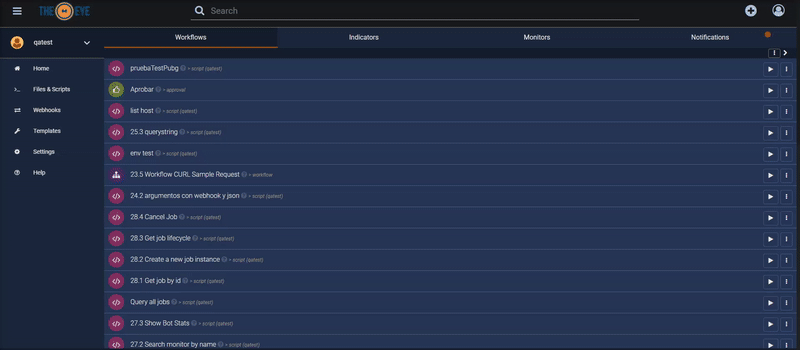 THE EYE
Search
qatest
Workflows
Indicators
Monitors
Notifications
Home
Files & Scripts
Webhooks
Templates
Settings
Help
pruebaTestPubg • script (qatest)
Aprobar • approval
list host • script (qatest)
25.3 querystring • script (qatest)
env test • script (qatest)
23.5 Workflow CURL Sample Request • workflow
24.2 argumentos con webhook y json • script (qatest)
28.4 Cancel Job • script (qatest)
28.3 Get job lifecycle • script (qatest)
28.2 Create a new job instance • script (qatest)
28.1 Get job by id • script (qatest)
Query all jobs • script (qatest)
27.3 Show Bot Stats • script (qatest)
27.2 Search monitor by name • script (qatest)